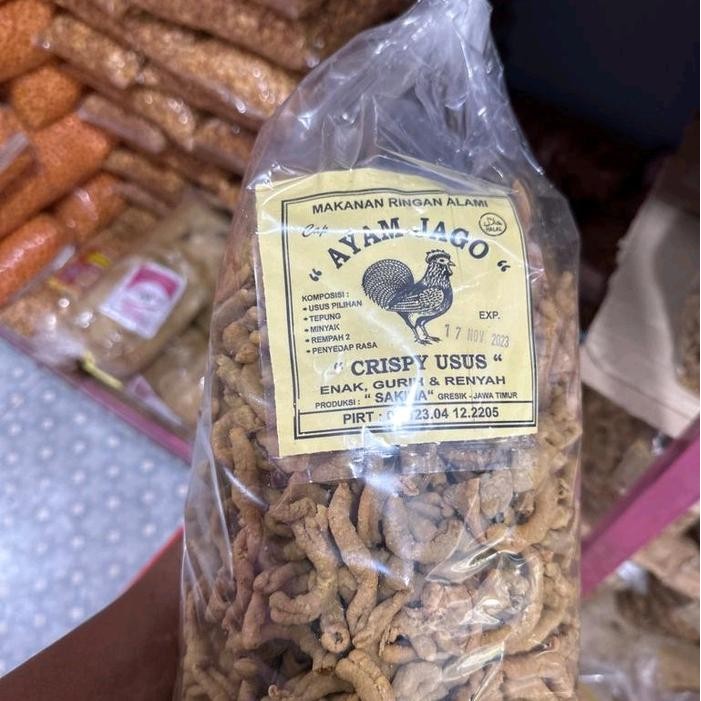 MAKANAN RINGAN ALAMI
Cap
" AYAM JAGO "
HALAL
KOMPOSISI :
• USUS PILIHAN
• TEPUNG
• MINYAK
• REMPAH 2
• PENYEDAP RASA
EXP.
17 NOV 2023
" CRISPY USUS "
ENAK, GURIH & RENYAH
PRODUKSI : " SAKINA" GRESIK - JAWA TIMUR
PIRT : 23.04 12.2205